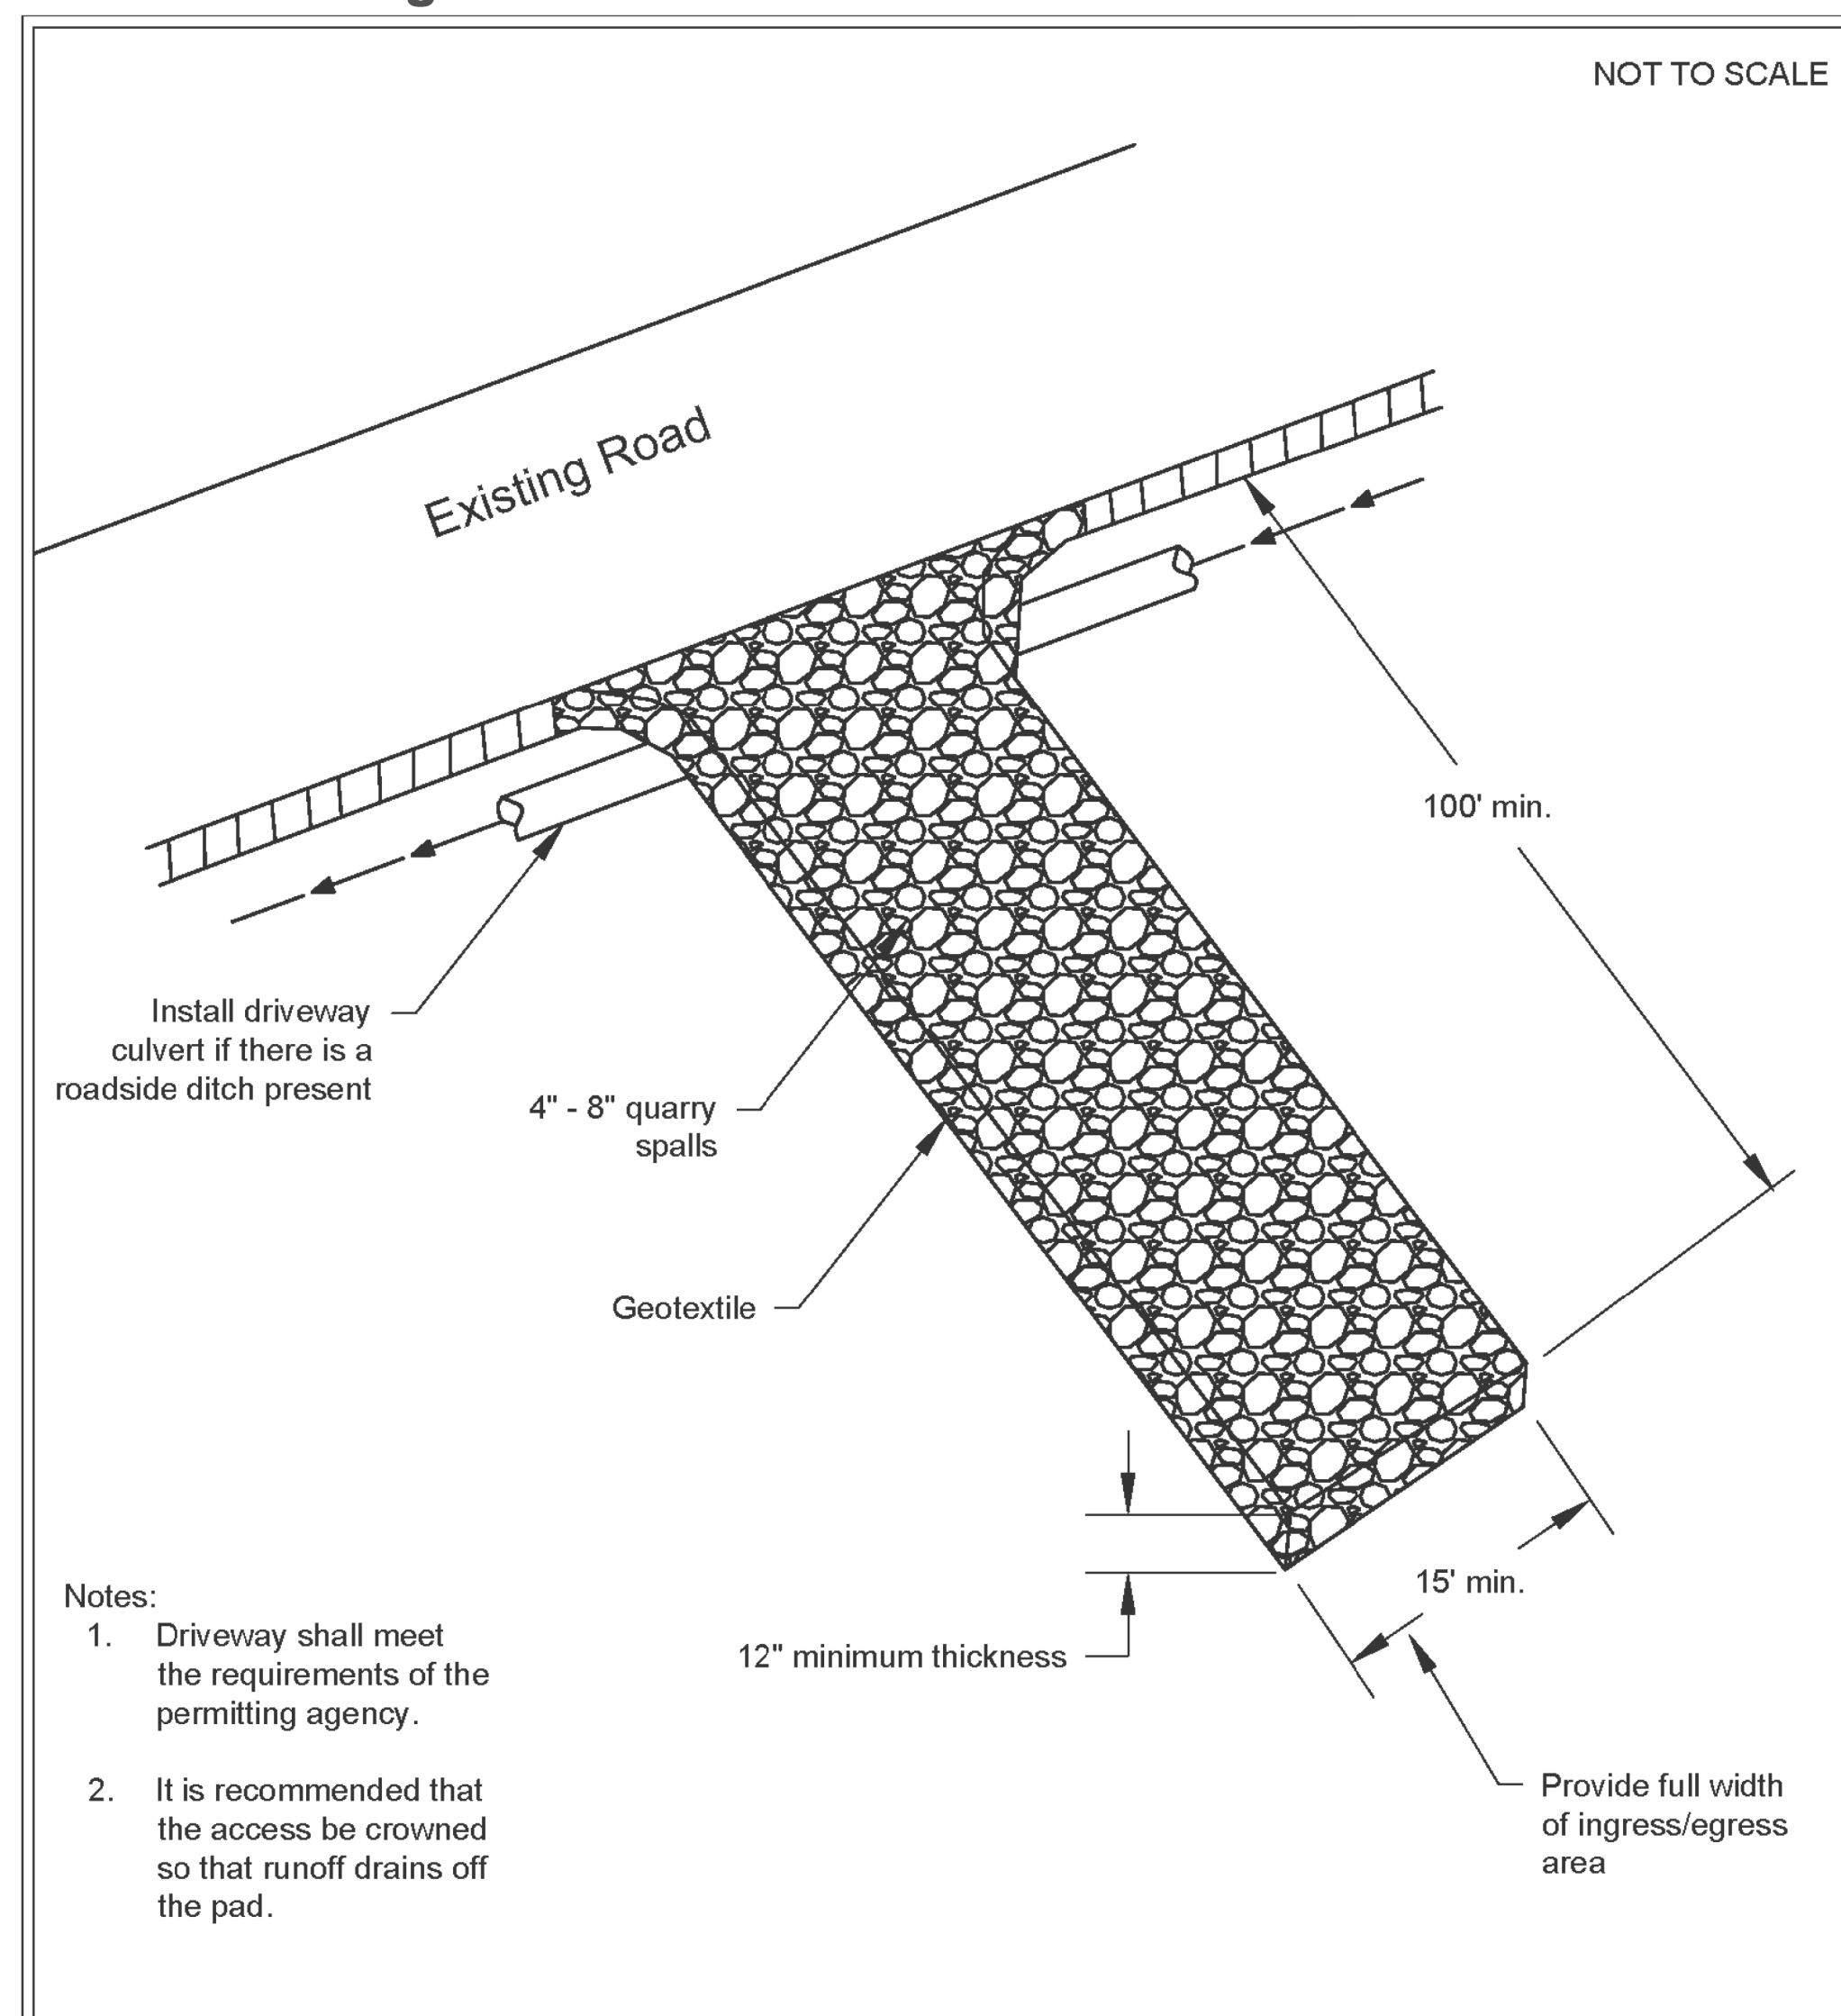 NOT TO SCALE
Existing Road
100' min.
Install driveway
culvert if there is a
roadside ditch present
4" - 8" quarry
spalls
Geotextile
15' min.
12" minimum thickness
Provide full width
of ingress/egress
area
Notes:
1. Driveway shall meet
the requirements of the
permitting agency.
2. It is recommended that
the access be crowned
so that runoff drains off
the pad.